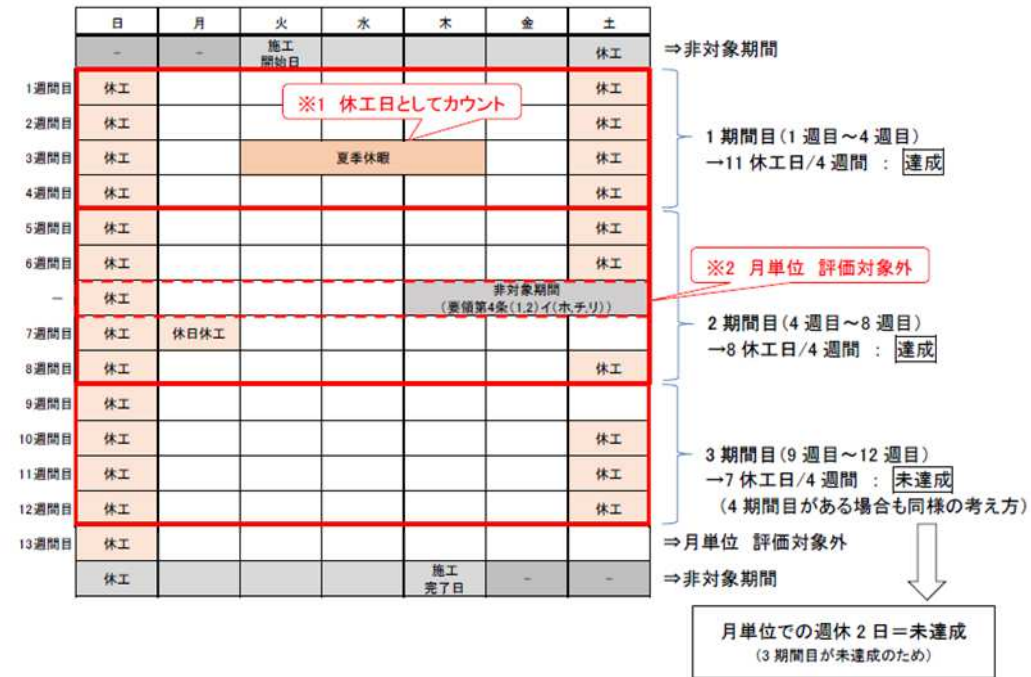 日 月 火 水 木 金 土
- - 施工 休工 ⇒非対象期間
開始日
1週間目 休工 休工
※1 休工日としてカウント
2週間目 休工 休工
1期間目(1週目～4週目)
3週間目 休工 夏季休暇 休工
→11休工日/4週間 : 達成
4週間目 休工 休工
5週間目 休工 休工
6週間目 休工 休工
※2 月単位 評価対象外
- 休工 非対象期間
(要領第4条(1,2)イ(ホ,チ,リ))
7週間目 休工 休日休工
2期間目(4週目～8週目)
→8休工日/4週間 : 達成
8週間目 休工 休工
9週間目 休工
10週間目 休工 休工
3期間目(9週目～12週目)
11週間目 休工 休工
→7休工日/4週間 : 未達成
12週間目 休工 休工
(4期間目がある場合も同様の考え方)
13週間目 休工 ⇒月単位 評価対象外
休工 施工 - - ⇒非対象期間
完了日
月単位での週休2日=未達成
(3期間目が未達成のため)